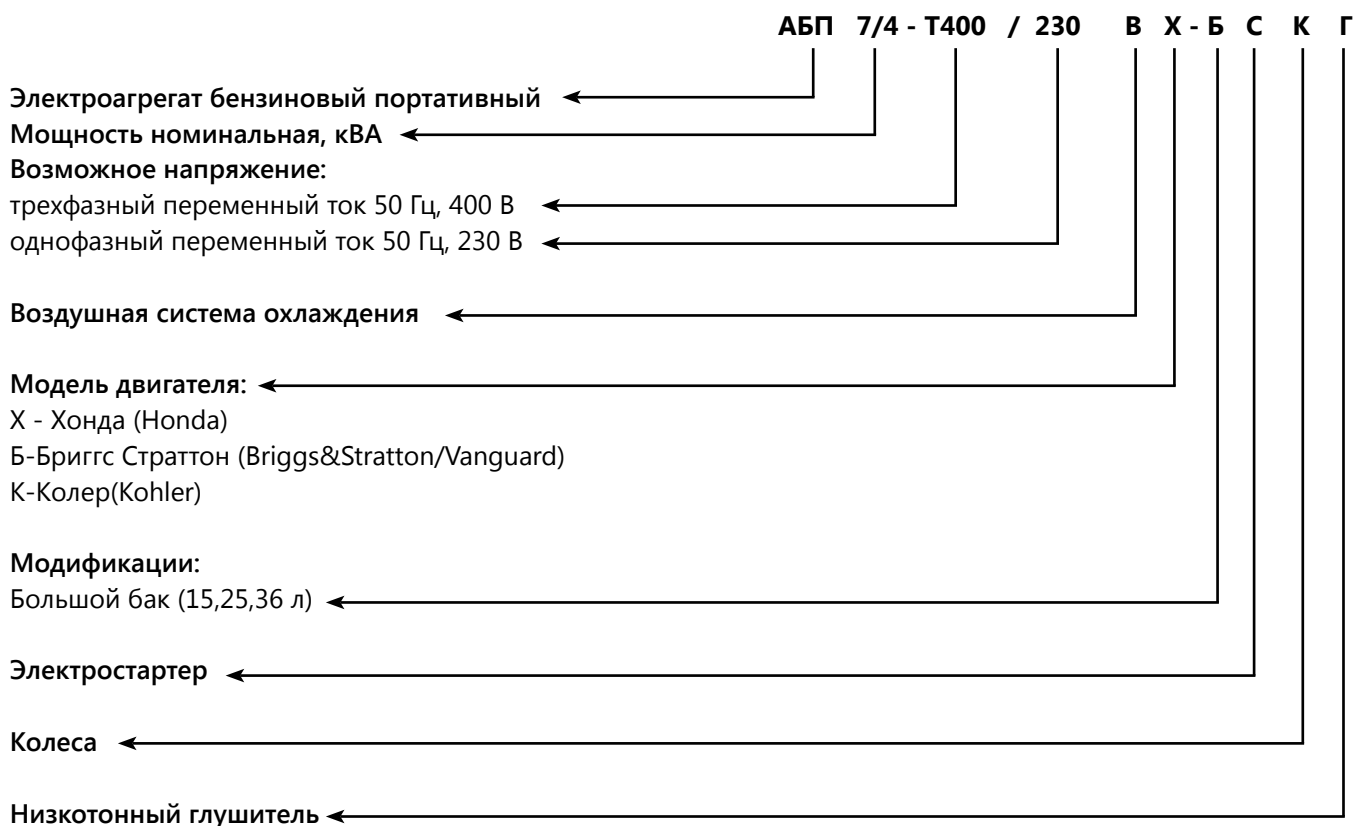 АБП 7/4 - Т400 / 230 В Х - Б С К Г
Электроагрегат бензиновый портативный
Мощность номинальная, кВА
Возможное напряжение:
трехфазный переменный ток 50 Гц, 400 В
однофазный переменный ток 50 Гц, 230 В
Воздушная система охлаждения
Модель двигателя:
Х - Хонда (Honda)
Б-Бриггс Страттон (Briggs&Stratton/Vanguard)
К-Колер(Kohler)
Модификации:
Большой бак (15,25,36 л)
Электростартер
Колеса
Низкотонный глушитель